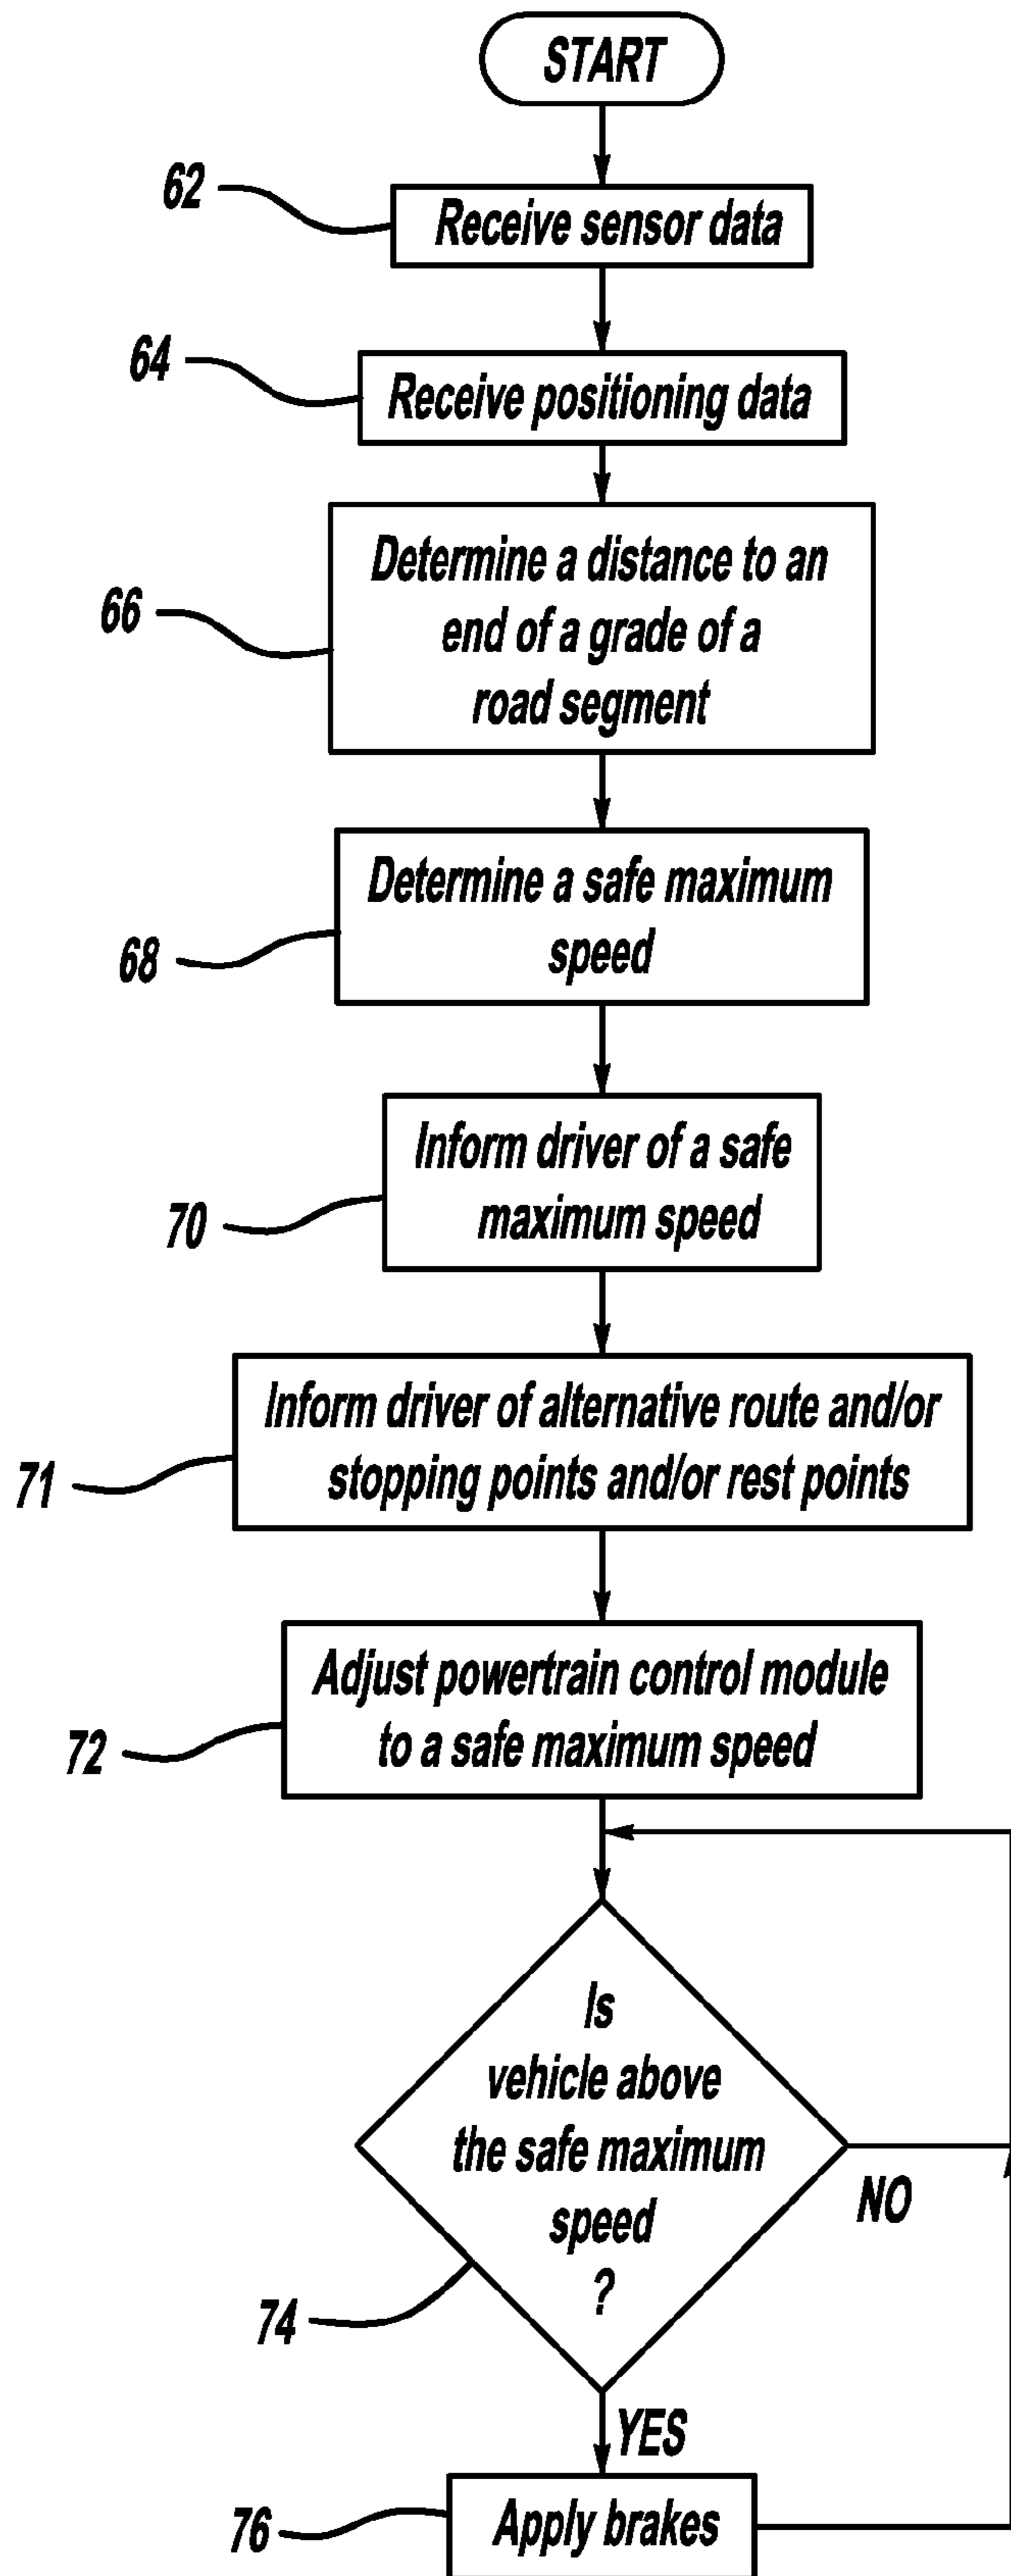 START
62
Receive sensor data
64
Receive positioning data
66
Determine a distance to an
end of a grade of a
road segment
68
Determine a safe maximum
speed
70
Inform driver of a safe
maximum speed
71
Inform driver of alternative route and/or
stopping points and/or rest points
72
Adjust powertrain control module
to a safe maximum speed
74
Is
vehicle above
the safe maximum
speed
?
NO
YES
76
Apply brakes